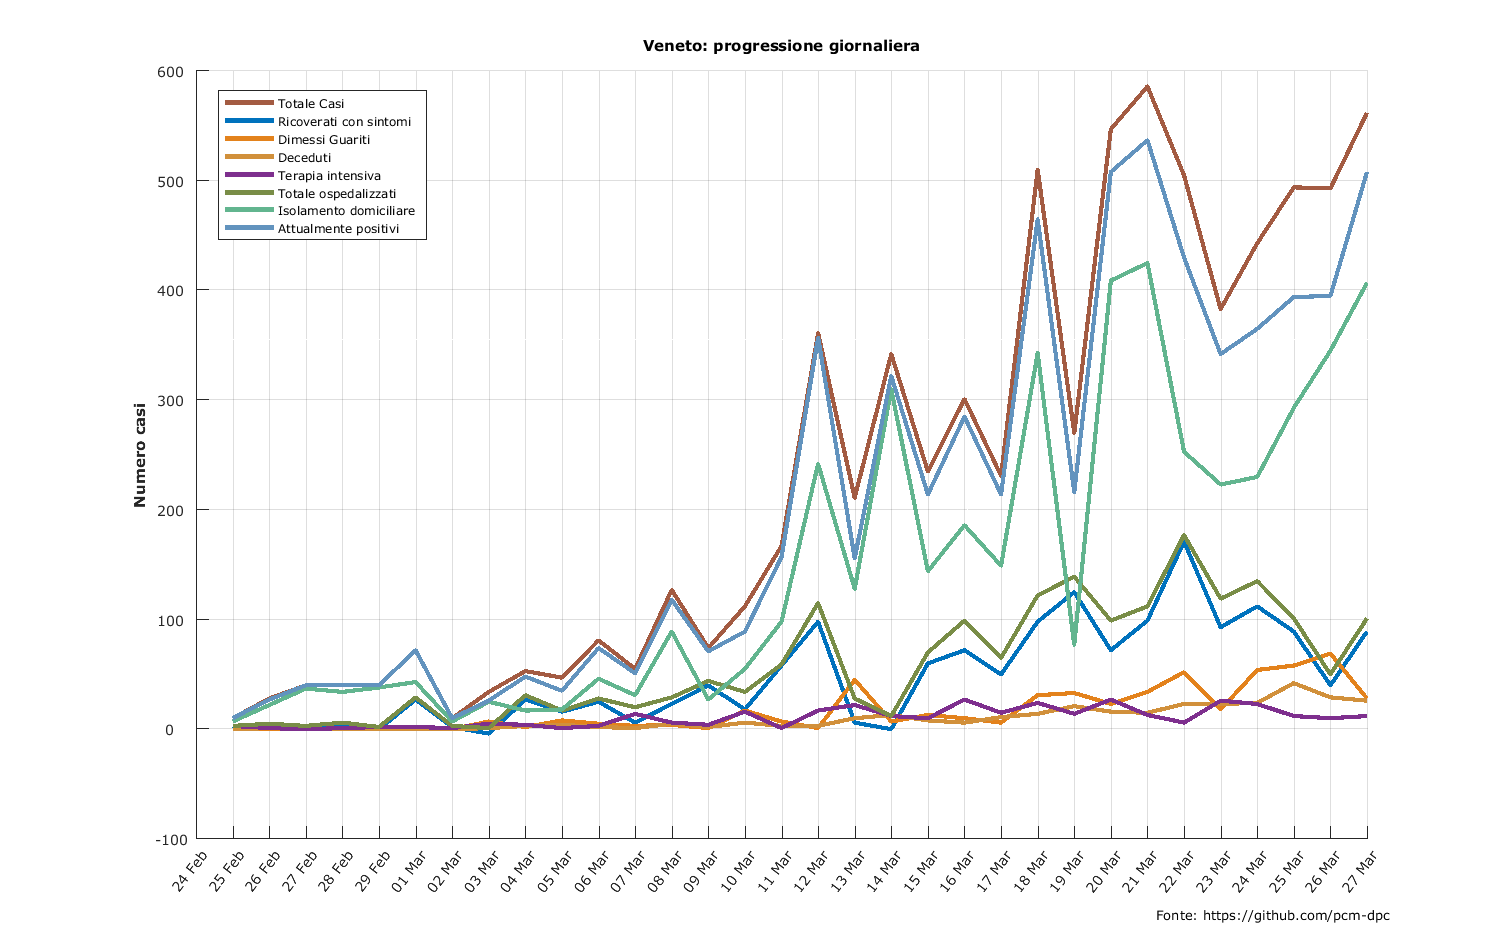 Veneto: progressione giornaliera
600
500
400
300
200
100
0
-100
Numero casi
Totale Casi
Ricoverati con sintomi
Dimessi Guariti
Deceduti
Terapia intensiva
Totale ospedalizzati
Isolamento domiciliare
Attualmente positivi
24 Feb
25 Feb
26 Feb
27 Feb
28 Feb
29 Feb
01 Mar
02 Mar
03 Mar
04 Mar
05 Mar
06 Mar
07 Mar
08 Mar
09 Mar
10 Mar
11 Mar
12 Mar
13 Mar
14 Mar
15 Mar
16 Mar
17 Mar
18 Mar
19 Mar
20 Mar
21 Mar
22 Mar
23 Mar
24 Mar
25 Mar
26 Mar
27 Mar
Fonte: https://github.com/pcm-dpc